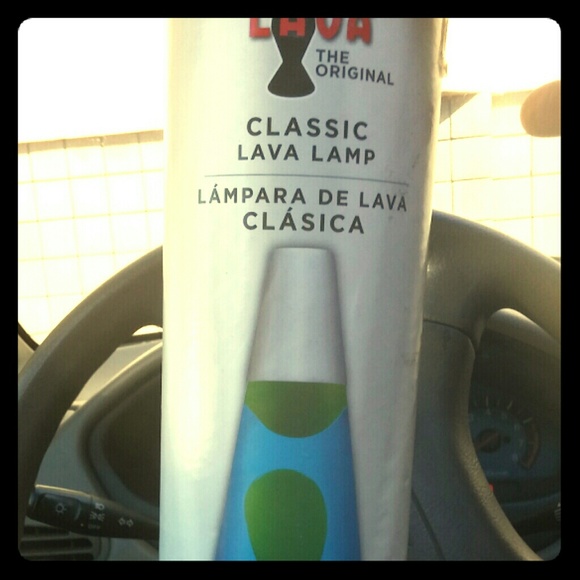 LAVA
THE
ORIGINAL
CLASSIC
LAVA LAMP
LÁMPARA DE LAVA
CLÁSICA